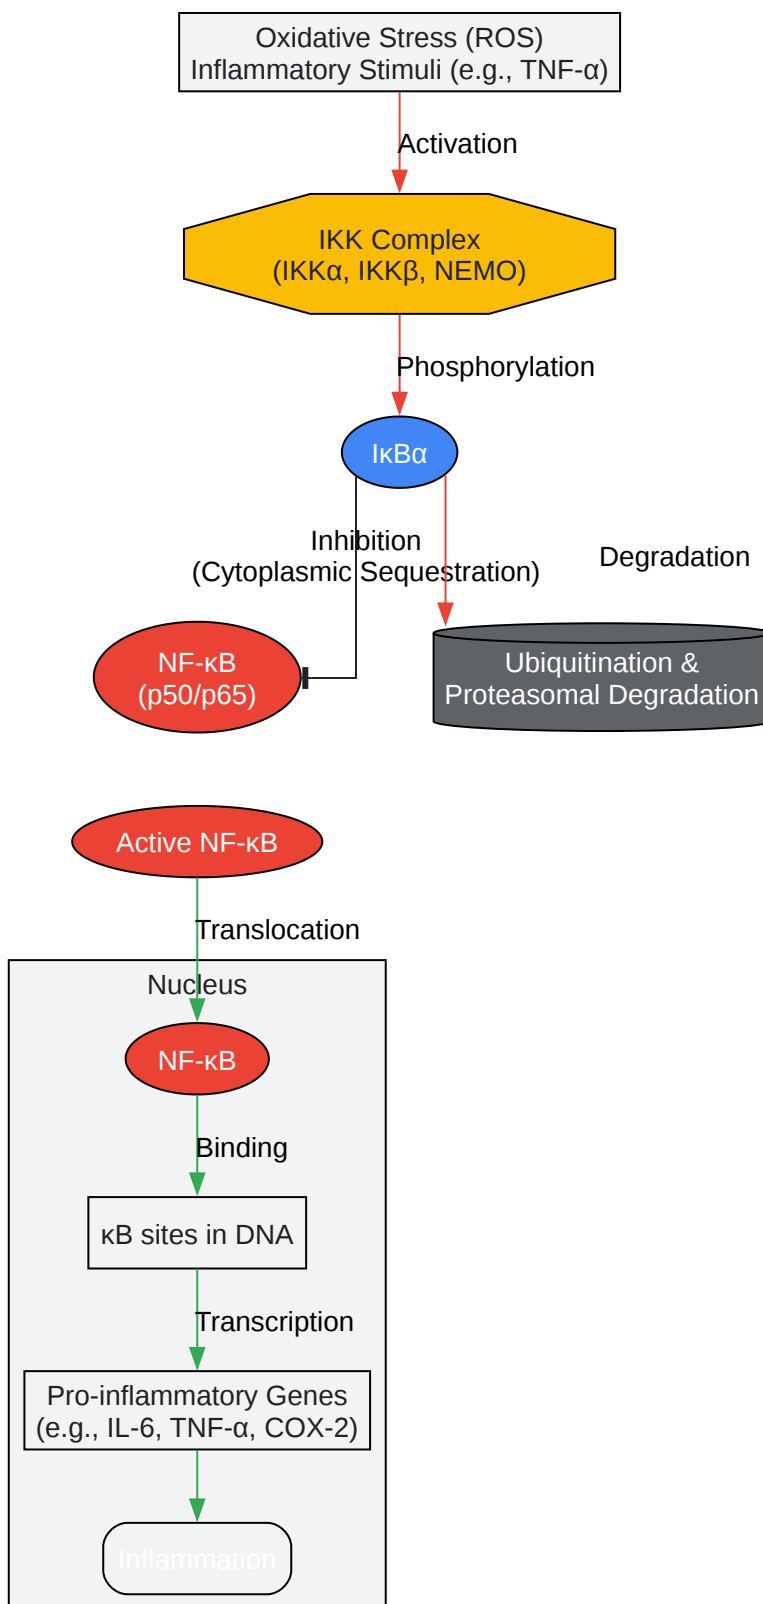 Oxidative Stress (ROS)
Inflammatory Stimuli (e.g., TNF-α)
Activation
IKK Complex
(IKKα, IKKβ, NEMO)
Phosphorylation
IκBα
Inhibition
(Cytoplasmic Sequestration)
Degradation
NF-κB
(p50/p65)
Ubiquitination &
Proteasomal Degradation
Active NF-κB
Translocation
Nucleus
NF-κB
Binding
κB sites in DNA
Transcription
Pro-inflammatory Genes
(e.g., IL-6, TNF-α, COX-2)
Inflammation